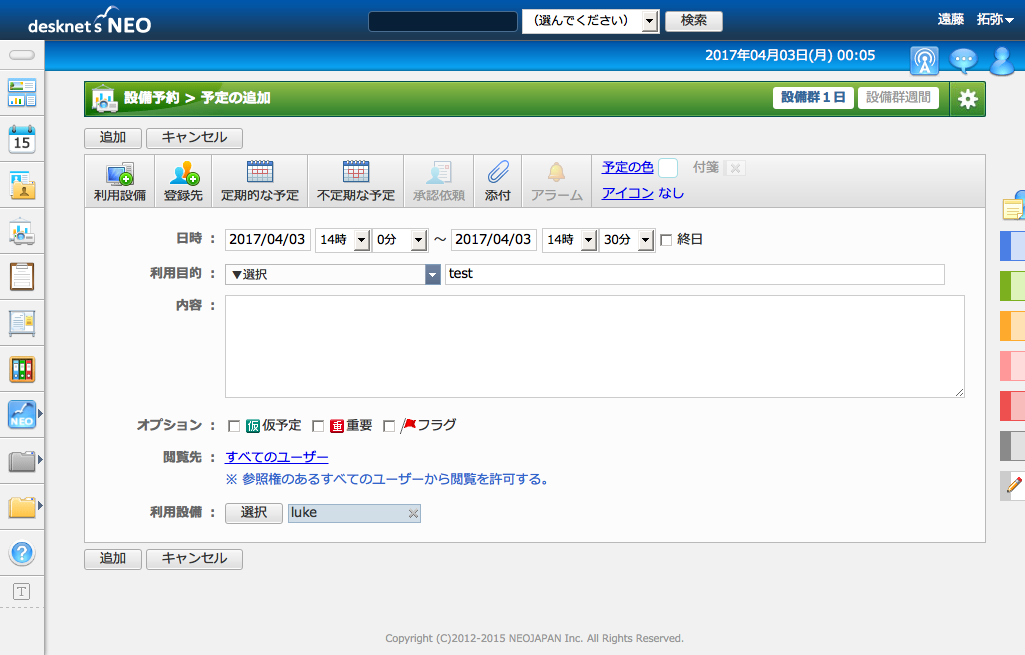 desknet's NEO
(選んでください)
検索
遠藤 拓弥
2017年04月03日(月) 00:05
設備予約 > 予定の追加
設備群1日
設備群週間
追加
キャンセル
15
利用設備
登録先
定期的な予定
不定期な予定
承認依頼
添付
アラーム
予定の色
付箋
アイコン なし
日時 : 2017/04/03 14時 0分 ～ 2017/04/03 14時 30分 終日
利用目的 : ▼選択 test
内容 :
オプション : 仮 仮予定 重 重要 フラグ
閲覧先 : すべてのユーザー
※ 参照権のあるすべてのユーザーから閲覧を許可する。
利用設備 : 選択 luke
NEO
?
T
追加
キャンセル
Copyright (C)2012-2015 NEOJAPAN Inc. All Rights Reserved.